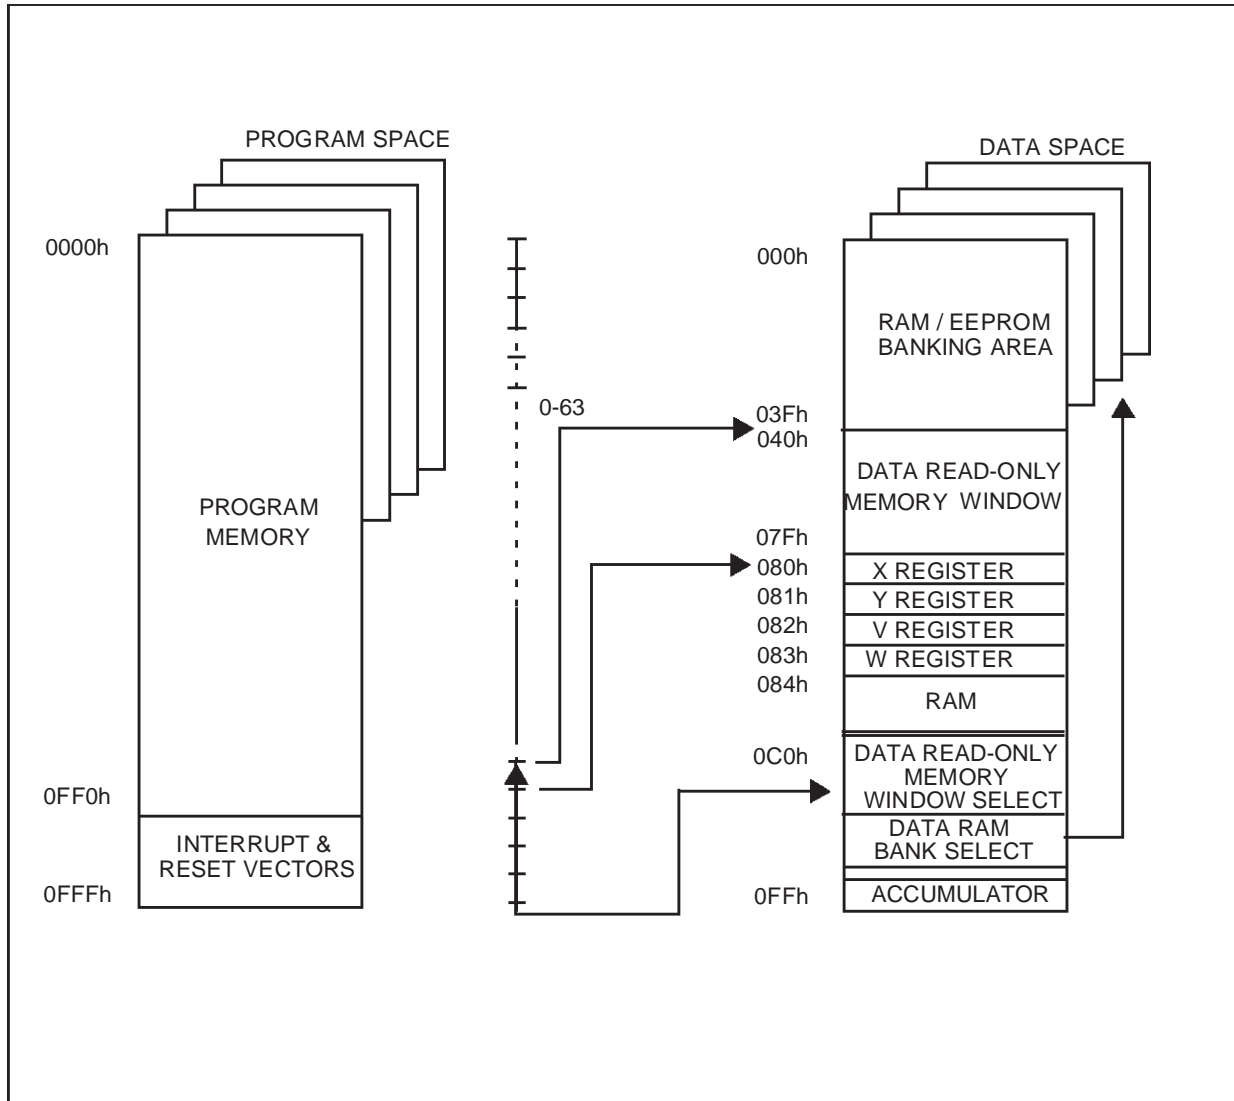 PROGRAM SPACE
0000h
PROGRAM
MEMORY
0FF0h
INTERRUPT &
RESET VECTORS
0FFFh
0-63
DATA SPACE
000h
RAM / EEPROM
BANKING AREA
03Fh
040h
DATA READ-ONLY
MEMORY WINDOW
07Fh
080h
X REGISTER
081h
Y REGISTER
082h
V REGISTER
083h
W REGISTER
084h
RAM
0C0h
DATA READ-ONLY
MEMORY
WINDOW SELECT
DATA RAM
BANK SELECT
0FFh
ACCUMULATOR